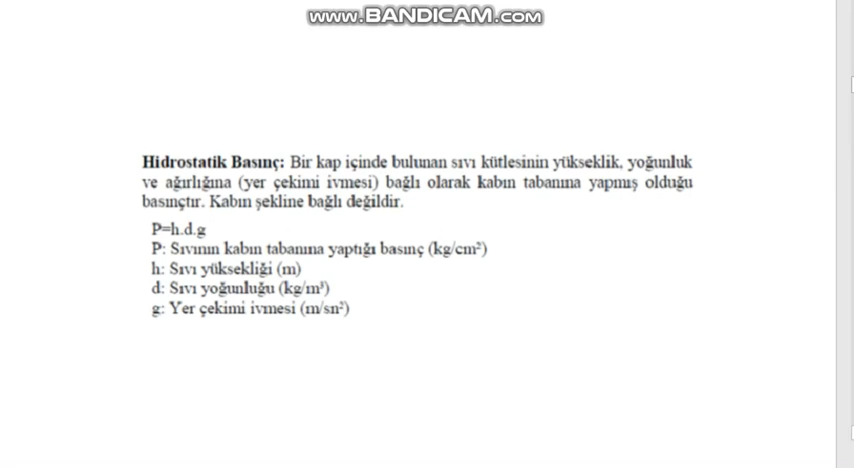 www.BANDICAM.com
Hidrostatik Basınç: Bir kap içinde bulunan sıvı kütlesinin yükseklik, yoğunluk
ve ağırlığına (yer çekimi ivmesi) bağlı olarak kabın tabanına yapmış olduğu
basınçtır. Kabın şekline bağlı değildir.
P=h.d.g
P: Sıvının kabın tabanına yaptığı basınç (kg/cm²)
h: Sıvı yüksekliği (m)
d: Sıvı yoğunluğu (kg/m³)
g: Yer çekimi ivmesi (m/sn²)